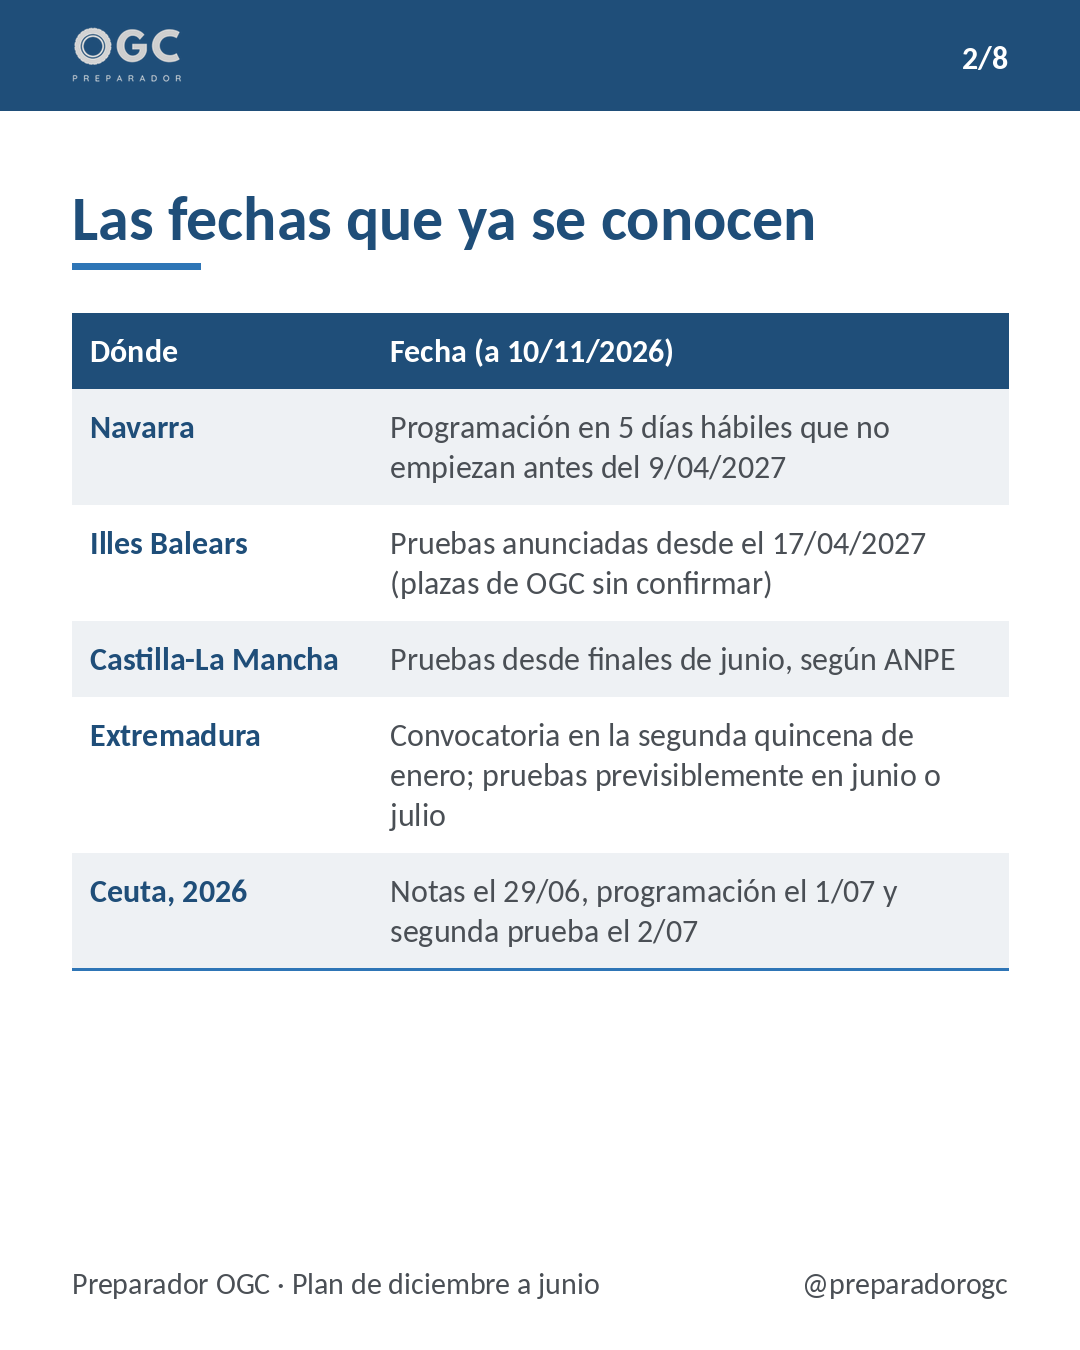 OGC
PREPARADOR
2/8
Las fechas que ya se conocen
Dónde
Fecha (a 10/11/2026)
Navarra
Programación en 5 días hábiles que no
empiezan antes del 9/04/2027
Illes Balears
Pruebas anunciadas desde el 17/04/2027
(plazas de OGC sin confirmar)
Castilla-La Mancha
Pruebas desde finales de junio, según ANPE
Extremadura
Convocatoria en la segunda quincena de
enero; pruebas previsiblemente en junio o
julio
Ceuta, 2026
Notas el 29/06, programación el 1/07 y
segunda prueba el 2/07
Preparador OGC · Plan de diciembre a junio
@preparadorogc